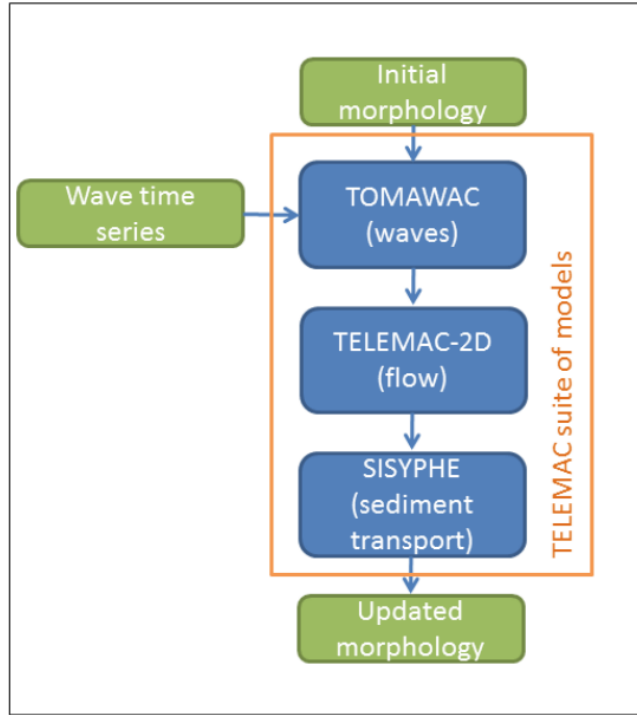 Initial
morphology
Wave time
series
TOMAWAC
(waves)
TELEMAC-2D
(flow)
SISYPHE
(sediment
transport)
TELEMAC suite of models
Updated
morphology